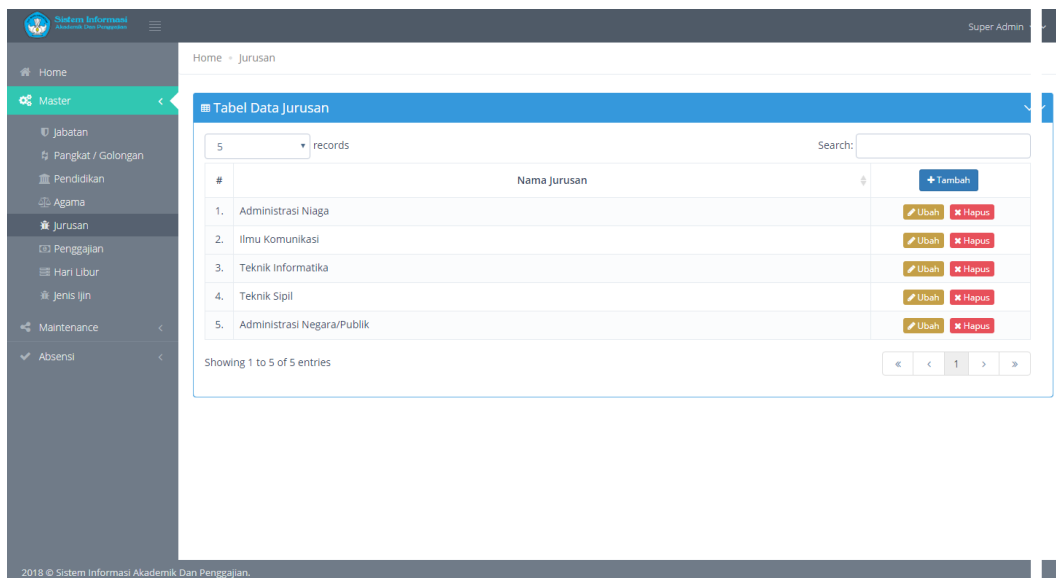 Sistem Informasi
Akademik Dan Penggajian
Super Admin
Home
Master
Jabatan
Pangkat / Golongan
Pendidikan
Agama
Jurusan
Penggajian
Hari Libur
Jenis Ijin
Maintenance
Absensi
Home Jurusan
Tabel Data Jurusan
5 records Search:
# Nama Jurusan Tambah
1. Administrasi Niaga Ubah Hapus
2. Ilmu Komunikasi Ubah Hapus
3. Teknik Informatika Ubah Hapus
4. Teknik Sipil Ubah Hapus
5. Administrasi Negara/Publik Ubah Hapus
Showing 1 to 5 of 5 entries « < 1 > »
2018 © Sistem Informasi Akademik Dan Penggajian.